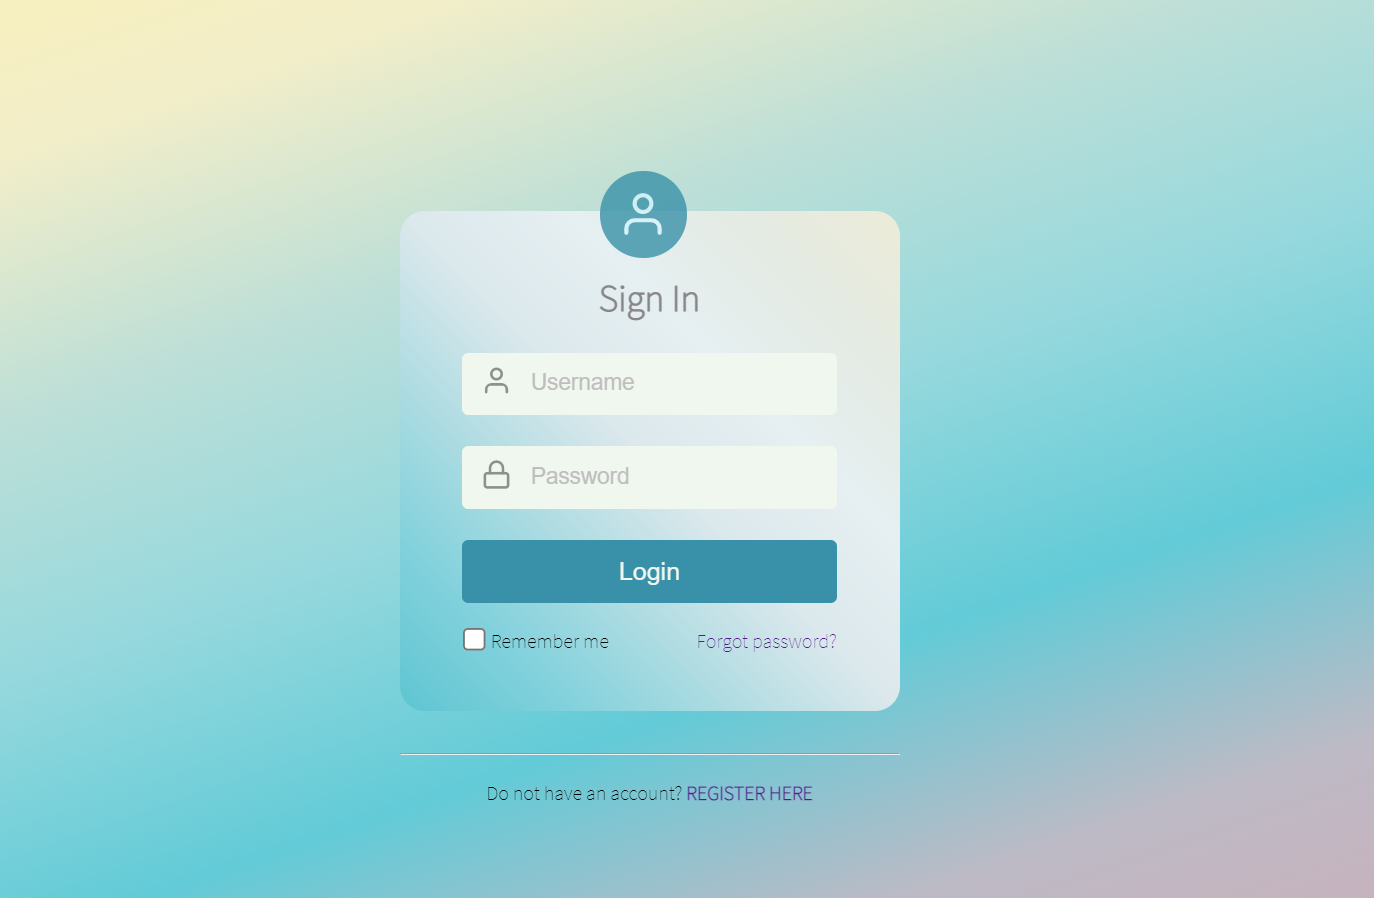 Sign In
Username
Password
Login
Remember me Forgot password?
Do not have an account? REGISTER HERE